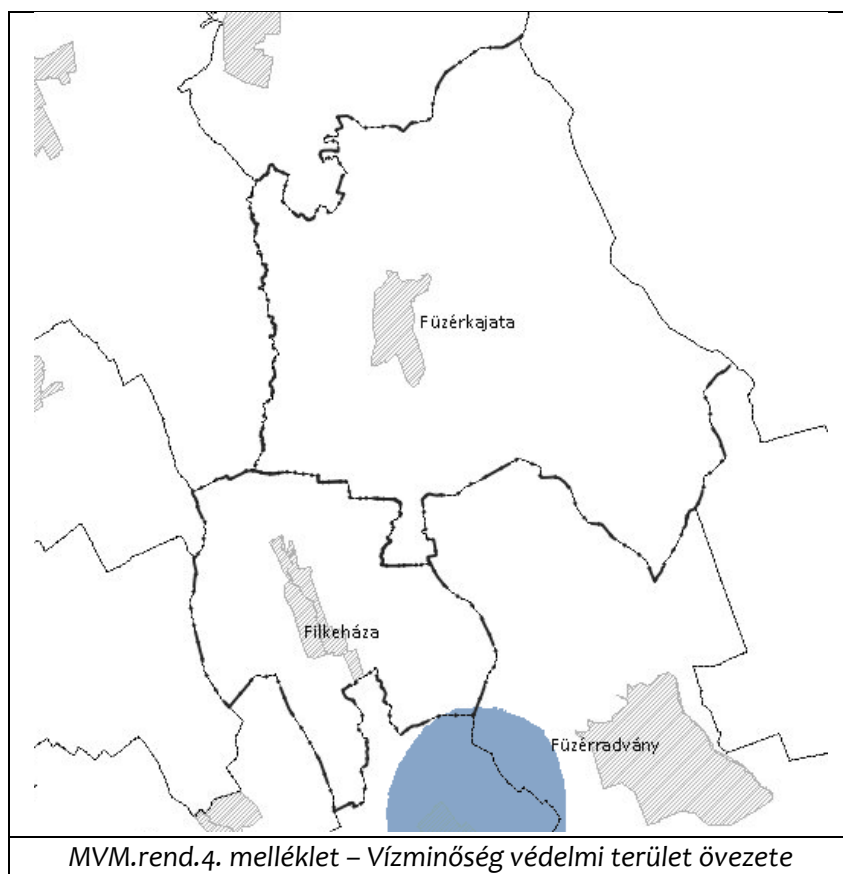 Füzérkajata
Filkeháza
Füzérradvány
MVM.rend.4. melléklet – Vízminőség védelmi terület övezete